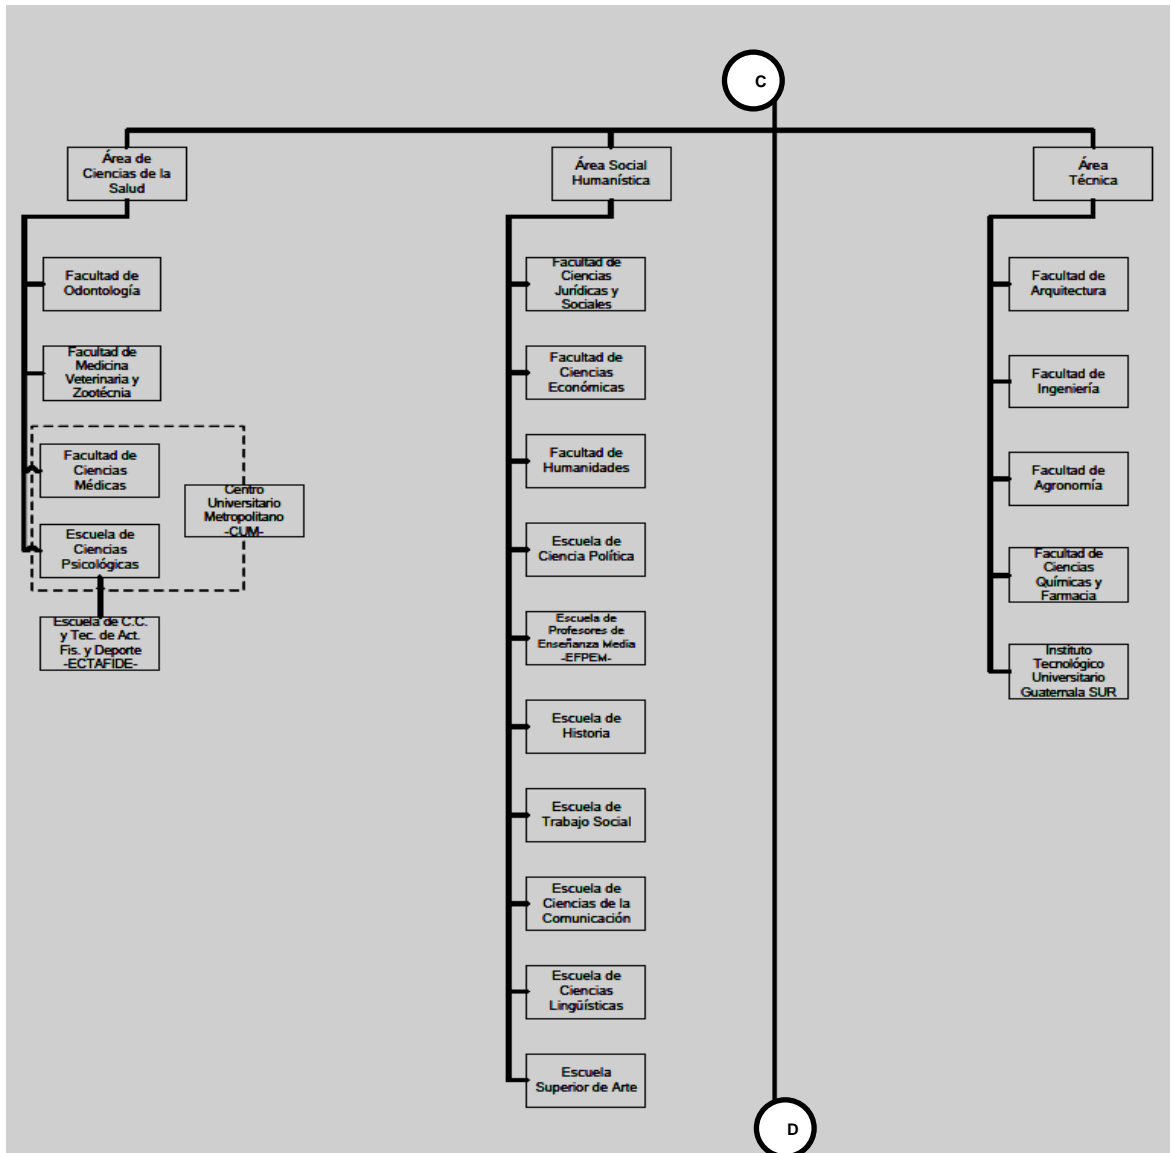 C
Área de
Ciencias de la
Salud
Área Social
Humanística
Área
Técnica
Facultad de
Odontología
Facultad de
Medicina
Veterinaria y
Zootécnia
Facultad de
Ciencias
Médicas
Centro
Universitario
Metropolitano
-CUM-
Escuela de
Ciencias
Psicológicas
Escuela de C.C.
y Tec. de Act.
Fis. y Deporte
-ECTAFIDE-
Facultad de
Ciencias
Jurídicas y
Sociales
Facultad de
Ciencias
Económicas
Facultad de
Humanidades
Escuela de
Ciencia Política
Escuela de
Profesores de
Enseñanza Media
-EFPEM-
Escuela de
Historia
Escuela de
Trabajo Social
Escuela de
Ciencias de la
Comunicación
Escuela de
Ciencias
Lingüísticas
Escuela
Superior de Arte
Facultad de
Arquitectura
Facultad de
Ingeniería
Facultad de
Agronomía
Facultad de
Ciencias
Químicas y
Farmacia
Instituto
Tecnológico
Universitario
Guatemala SUR
D